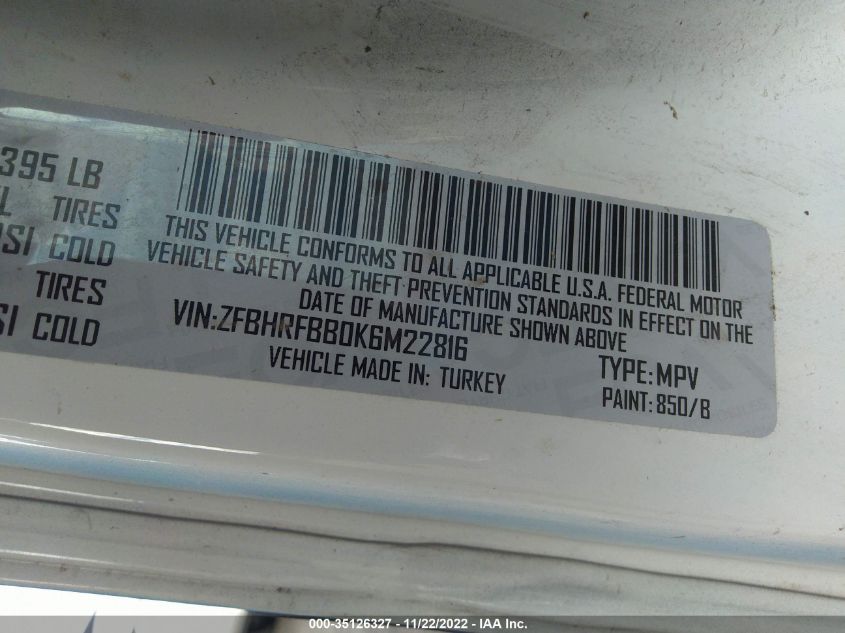 395 LB
TIRES
SI COLD
TIRES
SI COLD
THIS VEHICLE CONFORMS TO ALL APPLICABLE U.S.A. FEDERAL MOTOR
VEHICLE SAFETY AND THEFT PREVENTION STANDARDS IN EFFECT ON THE
DATE OF MANUFACTURE SHOWN ABOVE
VIN:ZFBHRFBB0K6M22816
TYPE:MPV
VEHICLE MADE IN: TURKEY
PAINT:850/B
000-35126327 - 11/22/2022 - IAA Inc.